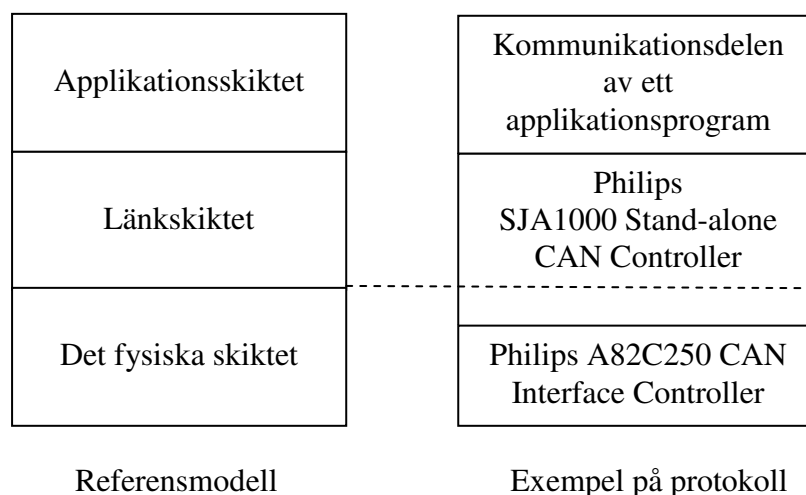 Applikationsskiktet
Länkskiktet
Det fysiska skiktet
Referensmodell
Kommunikationsdelen
av ett
applikationsprogram
Philips
SJA1000 Stand-alone
CAN Controller
Philips A82C250 CAN
Interface Controller
Exempel på protokoll